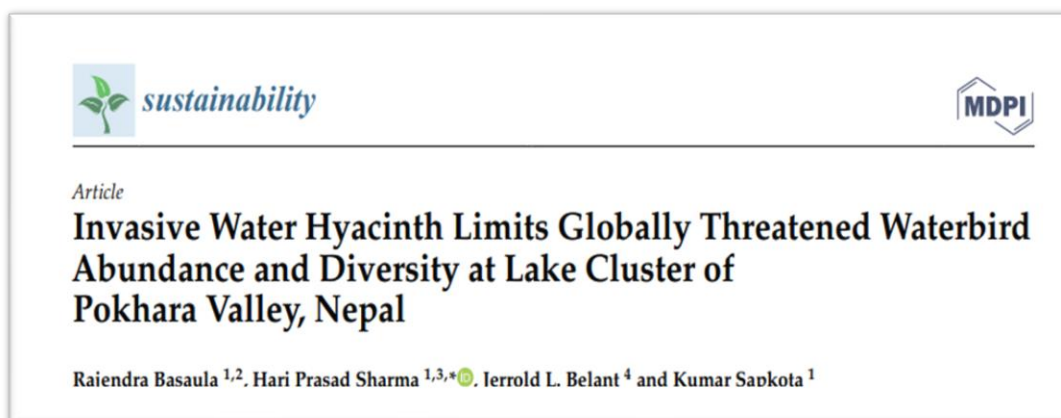 sustainability
MDPI
Article
Invasive Water Hyacinth Limits Globally Threatened Waterbird
Abundance and Diversity at Lake Cluster of
Pokhara Valley, Nepal
Rajendra Basaula 1,2, Hari Prasad Sharma 1,3,* iD, Jerrold L. Belant 4 and Kumar Sapkota 1